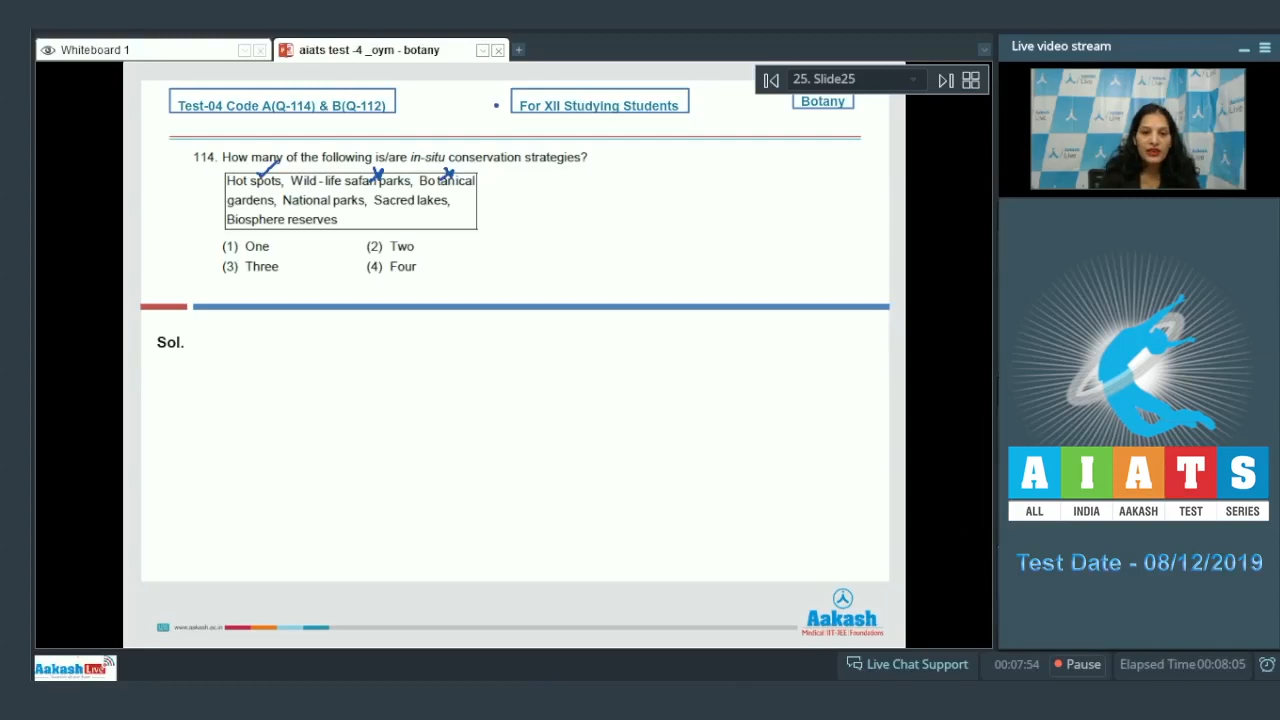 Whiteboard 1
aiats test -4 _oym - botany
Live video stream
25. Slide25
Test-04 Code A(Q-114) & B(Q-112)
• For XII Studying Students
Botany
114. How many of the following is/are in-situ conservation strategies?
Hot spots, Wild - life safari parks, Botanical
gardens, National parks, Sacred lakes,
Biosphere reserves
(1) One (2) Two
(3) Three (4) Four
Sol.
A I A T S
ALL INDIA AAKASH TEST SERIES
Test Date - 08/12/2019
www.aakash.ac.in
Aakash
Medical|IIT-JEE|Foundations
Aakash Live
Live Chat Support
00:07:54
Pause
Elapsed Time 00:08:05